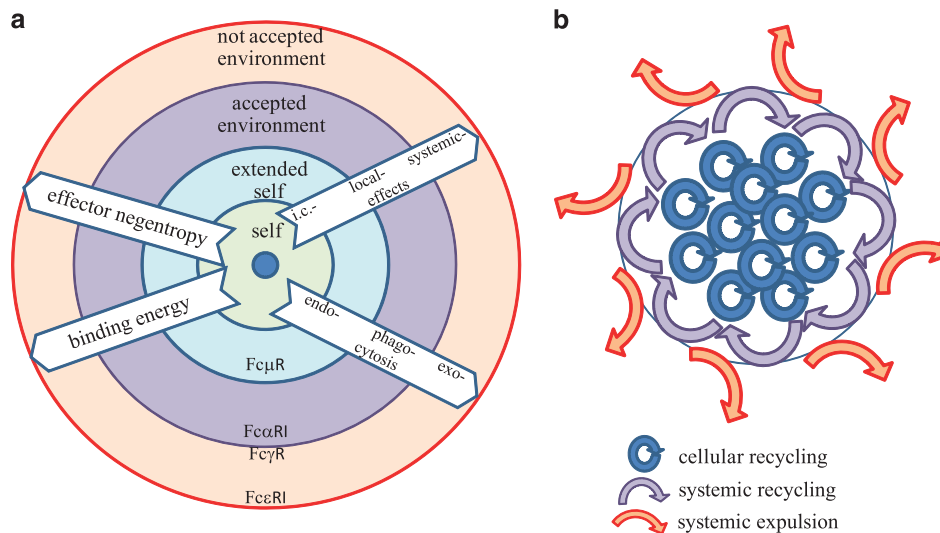 a
not accepted
environment
accepted
environment
extended
self
self
effector negentropy
binding energy
i.c.- local- systemic-
effects
endo- phago- exo-
cytosis
FcμR
FcαRI
FcγR
FcεRI
b
cellular recycling
systemic recycling
systemic expulsion